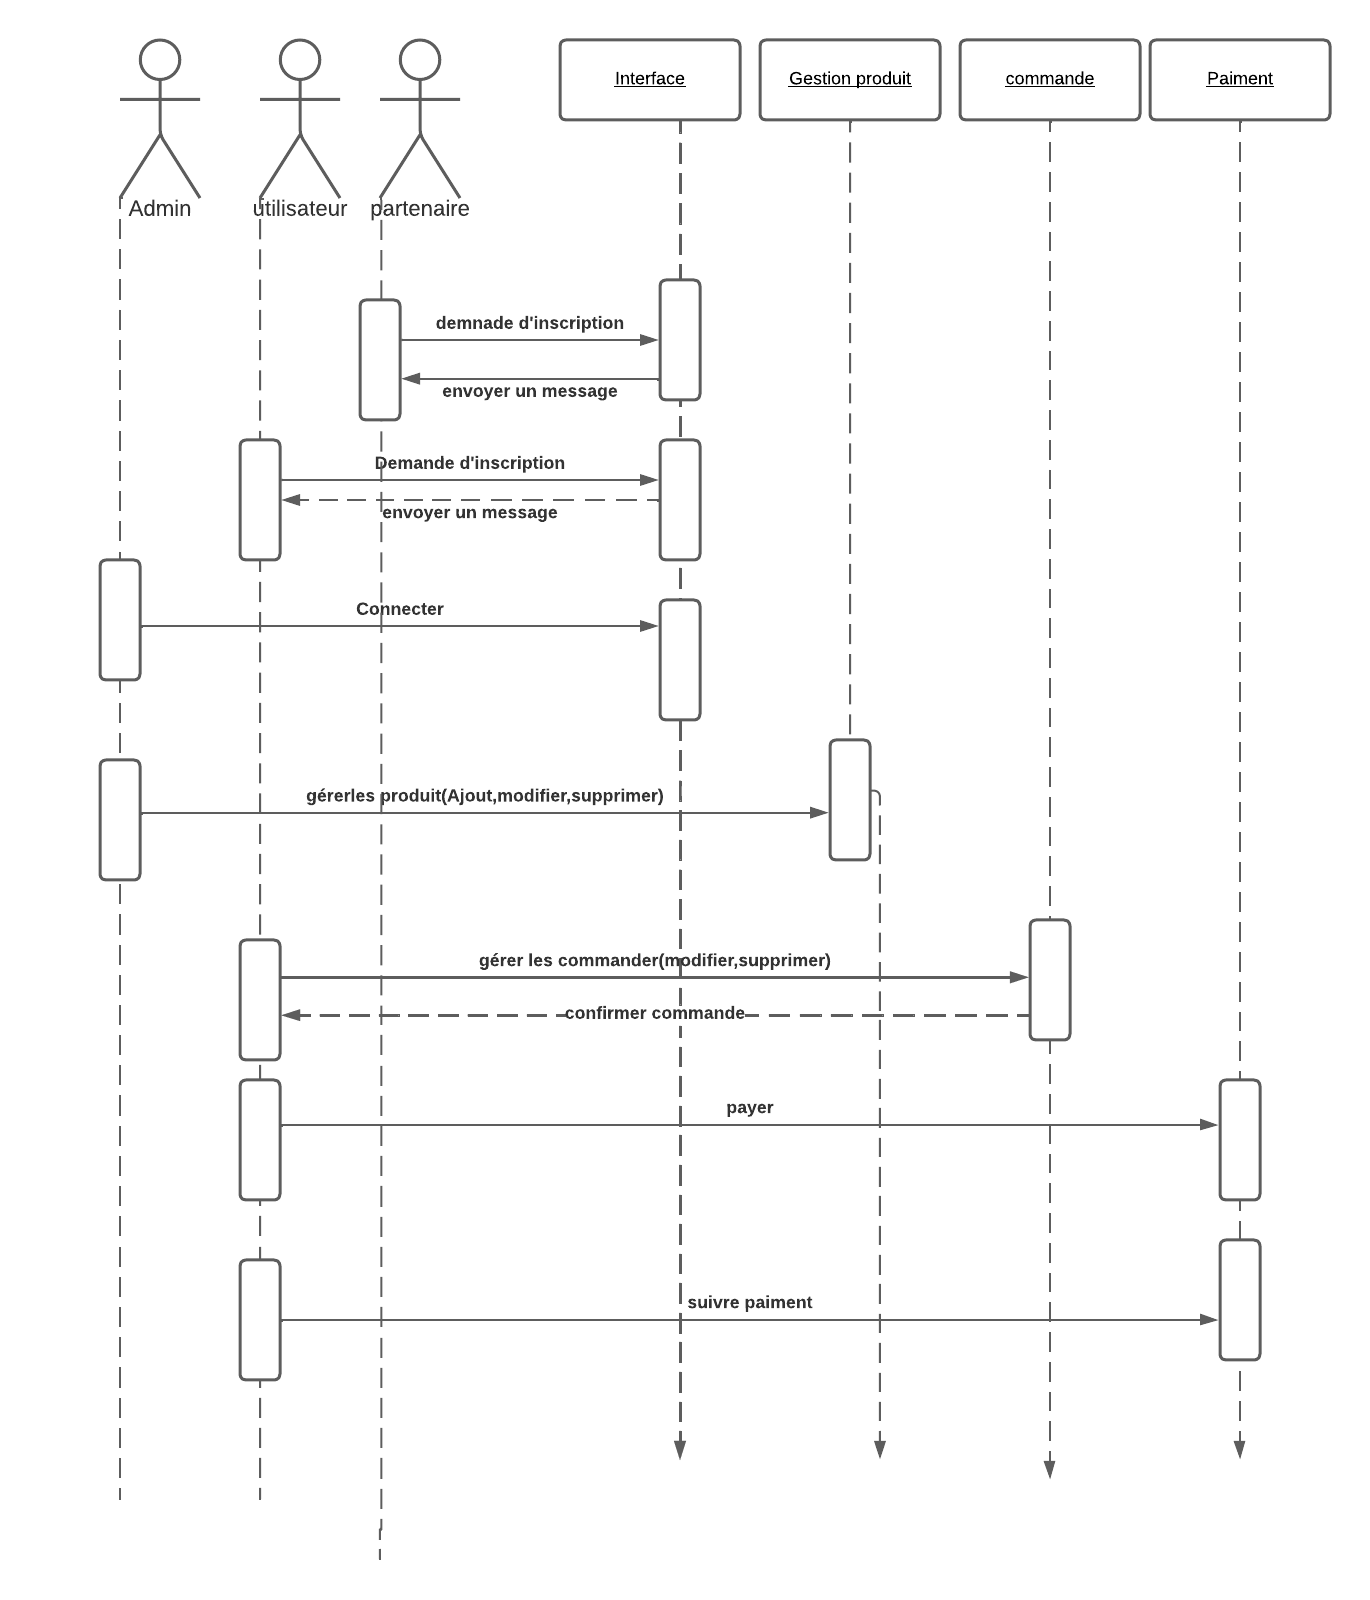 Interface
Gestion produit
commande
Paiment
Admin
utilisateur
partenaire
demnade d'inscription
envoyer un message
Demande d'inscription
envoyer un message
Connecter
gérerles produit(Ajout,modifier,supprimer)
gérer les commander(modifier,supprimer)
confirmer commande
payer
suivre paiment